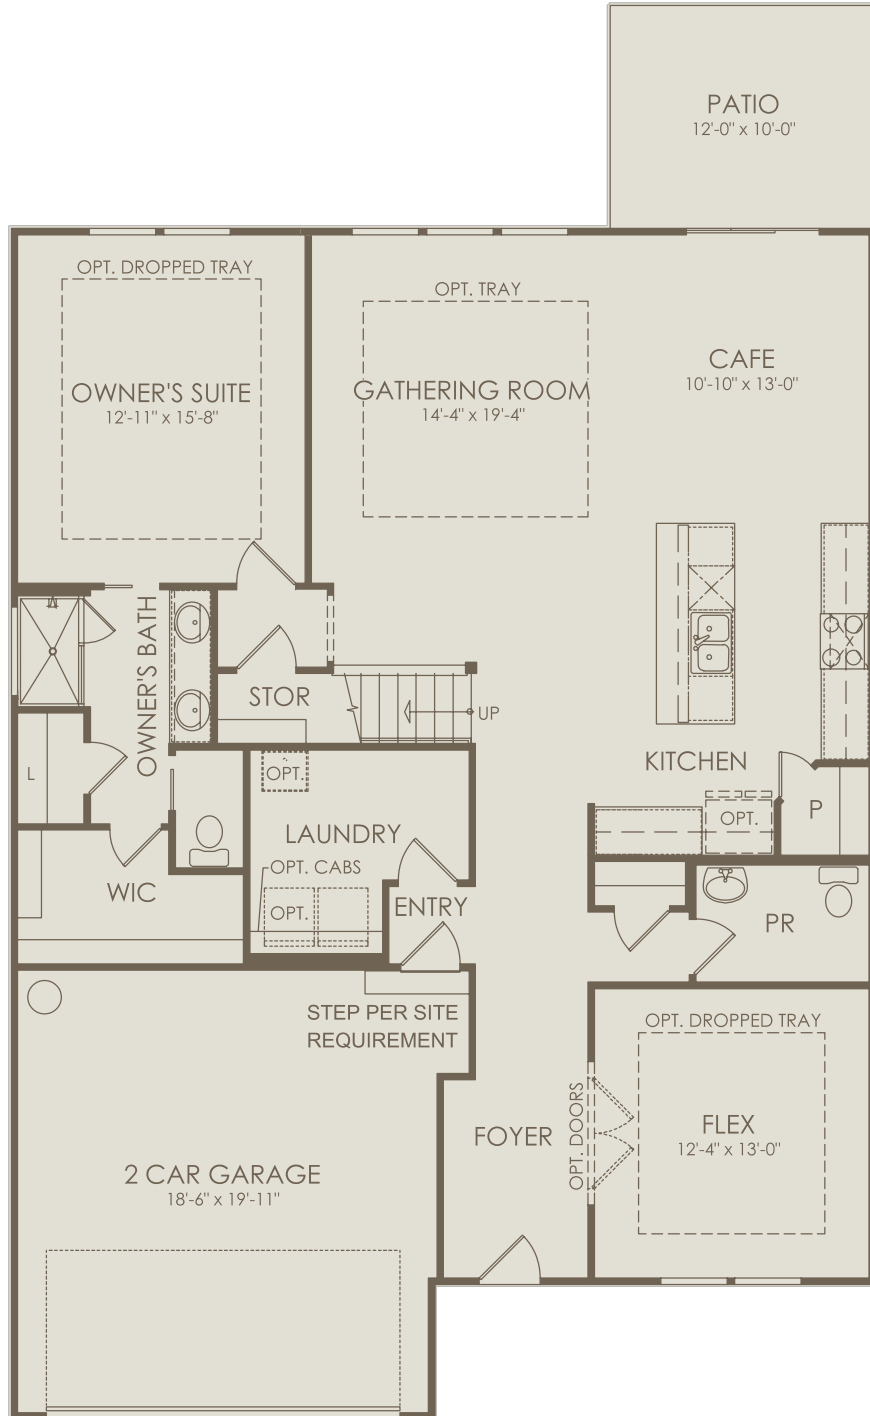 PATIO
12'-0" x 10'-0"
OPT. DROPPED TRAY
OWNER'S SUITE
12'-11" x 15'-8"
OPT. TRAY
GATHERING ROOM
14'-4" x 19'-4"
CAFE
10'-10" x 13'-0"
OWNER'S BATH
STOR
UP
L
OPT.
KITCHEN
OPT.
P
LAUNDRY
OPT. CABS
OPT.
WIC
ENTRY
PR
STEP PER SITE
REQUIREMENT
OPT. DROPPED TRAY
FOYER
OPT. DOORS
FLEX
12'-4" x 13'-0"
2 CAR GARAGE
18'-6" x 19'-11"